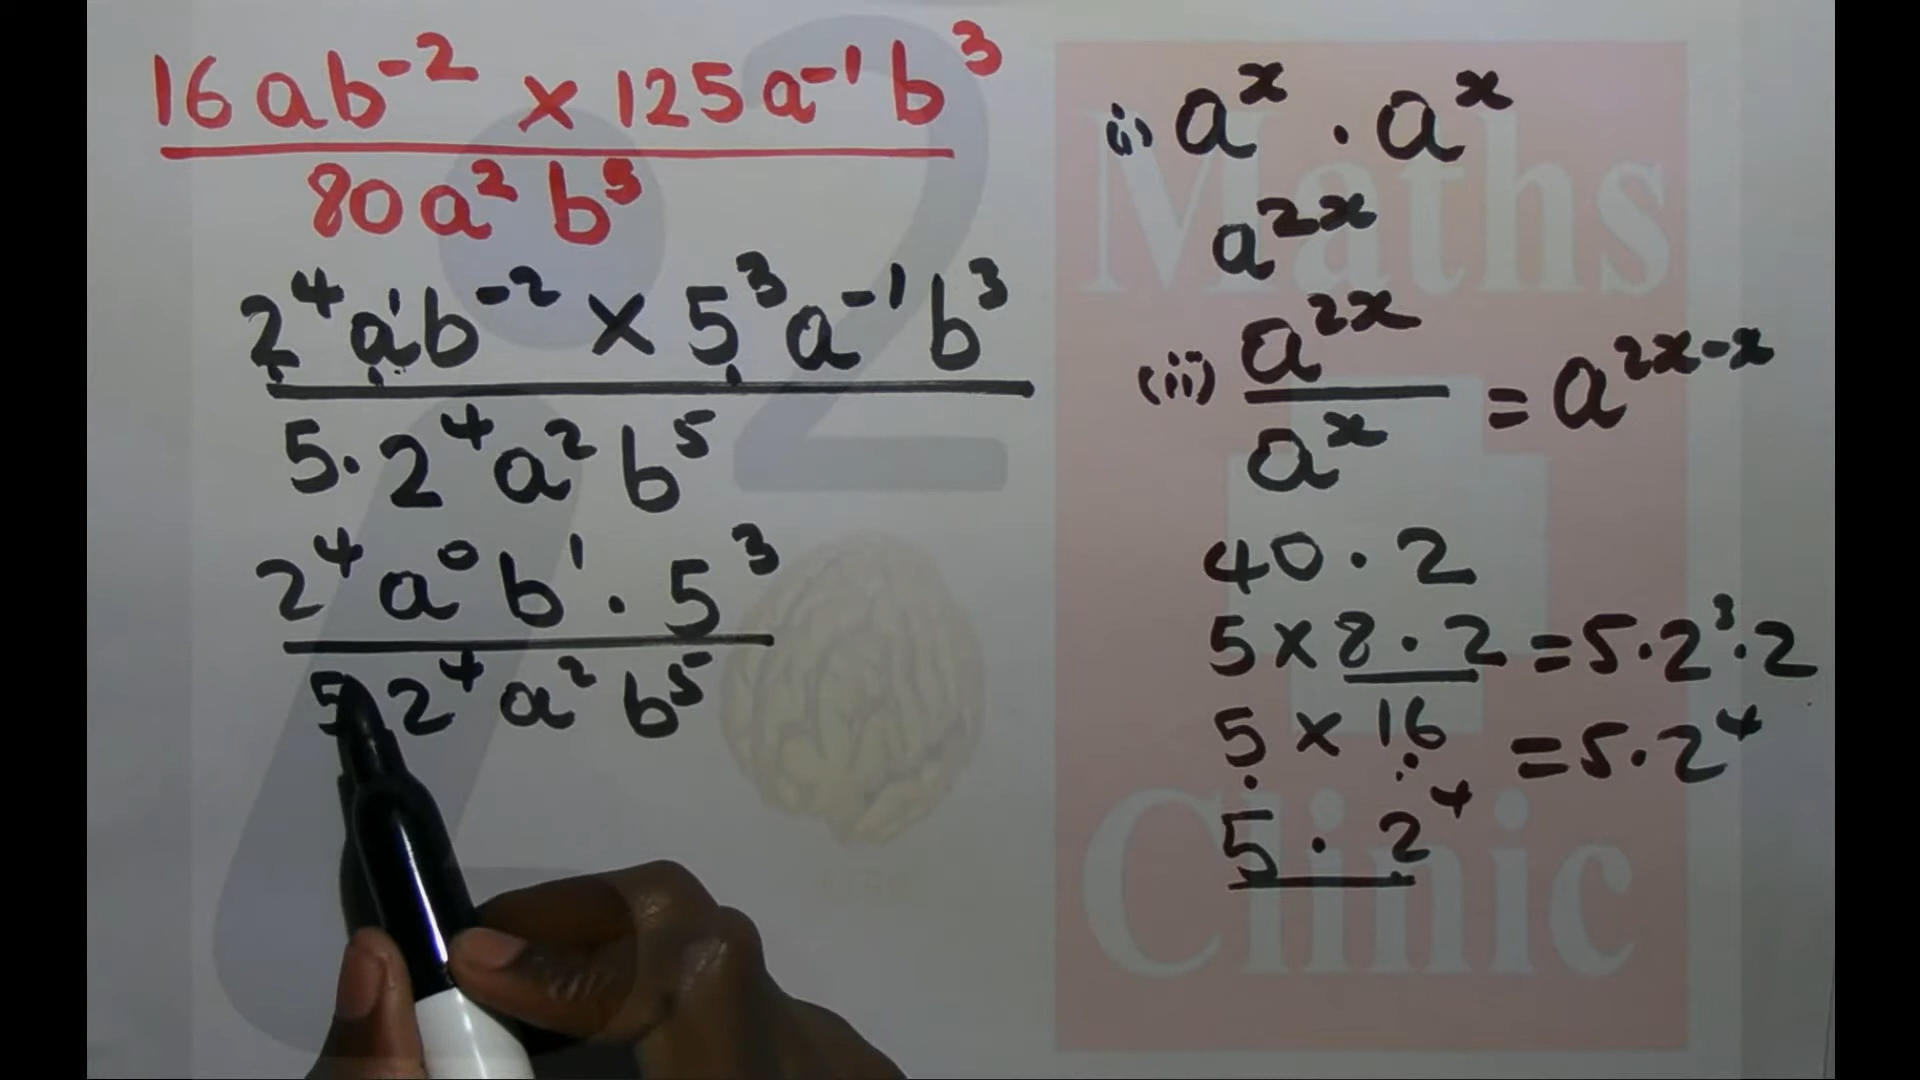 16ab⁻² × 125a⁻¹b³
80a²b⁵
2⁴a¹b⁻² × 5³a⁻¹b³
5·2⁴a²b⁵
2⁴a⁰b¹·5³
5·2⁴a²b⁵
(i) aˣ · aˣ
a²ˣ
(ii) a²ˣ = a²ˣ⁻ˣ
aˣ
40·2
5×8·2 = 5·2³·2
5×16 = 5·2⁴
5·2⁴
Maths
Clinic